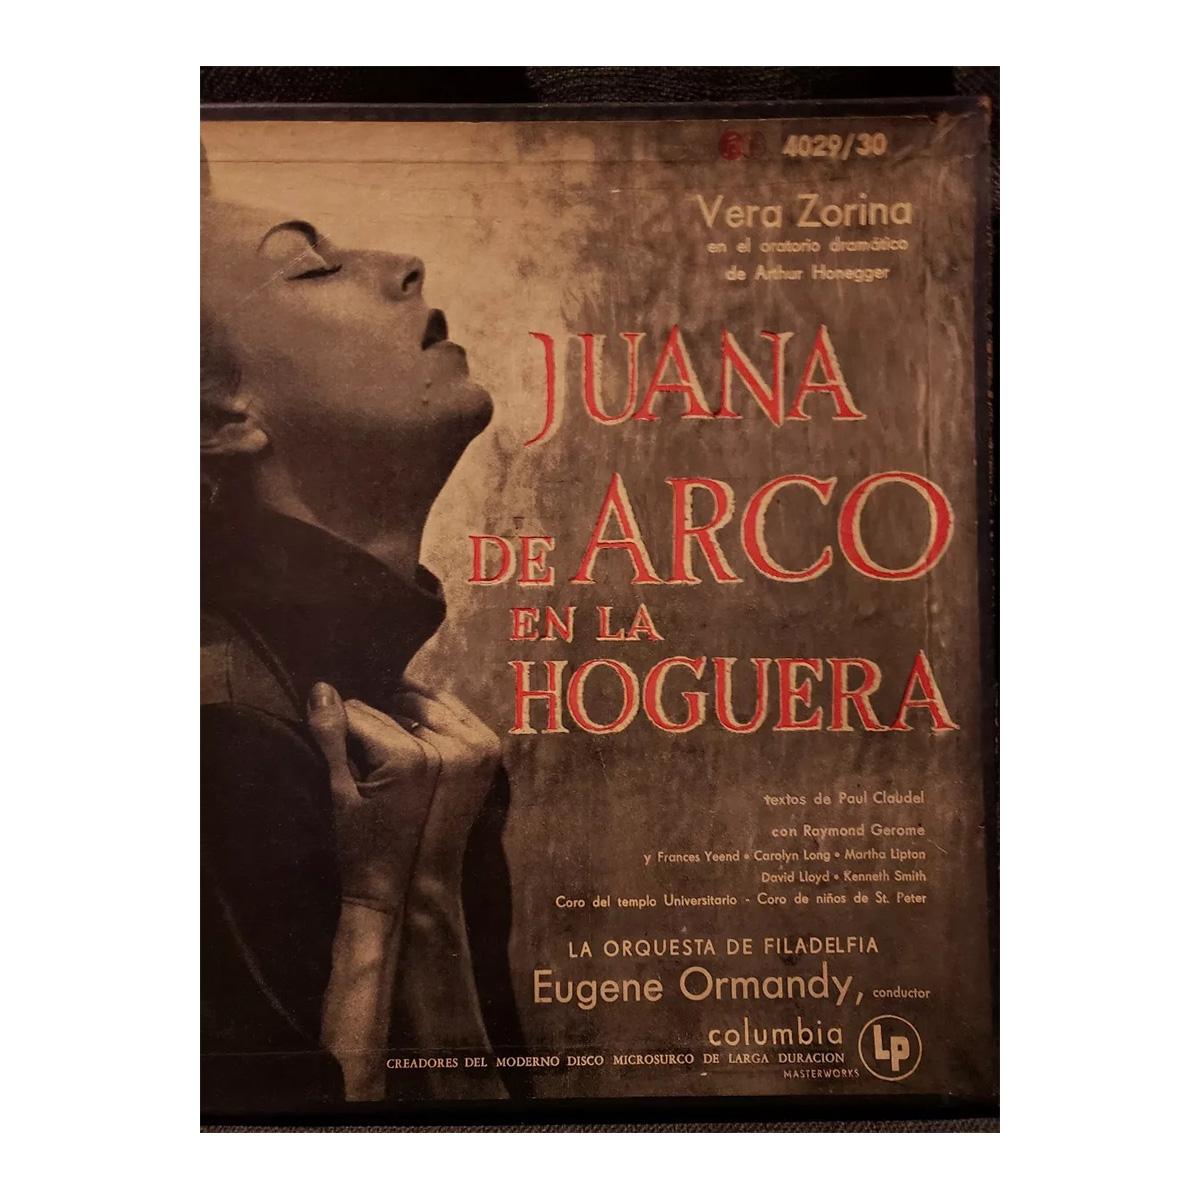 4029/30
Vera Zorina
en el oratorio dramático
de Arthur Honegger
JUANA
DE ARCO
EN LA
HOGUERA
textos de Paul Claudel
con Raymond Gerome
y Frances Yeend • Carolyn Long • Martha Lipton
David Lloyd • Kenneth Smith
Coro del templo Universitario - Coro de niños de St. Peter
LA ORQUESTA DE FILADELFIA
Eugene Ormandy, conductor
columbia
Lp
CREADORES DEL MODERNO DISCO MICROSURCO DE LARGA DURACION
MASTERWORKS